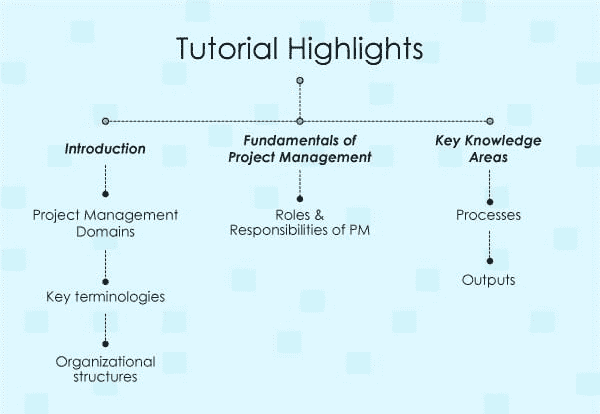 Tutorial Highlights
Introduction
Fundamentals of
Project Management
Key Knowledge
Areas
Project Management
Domains
Key terminologies
Organizational
structures
Roles &
Responsibilities of PM
Processes
Outputs